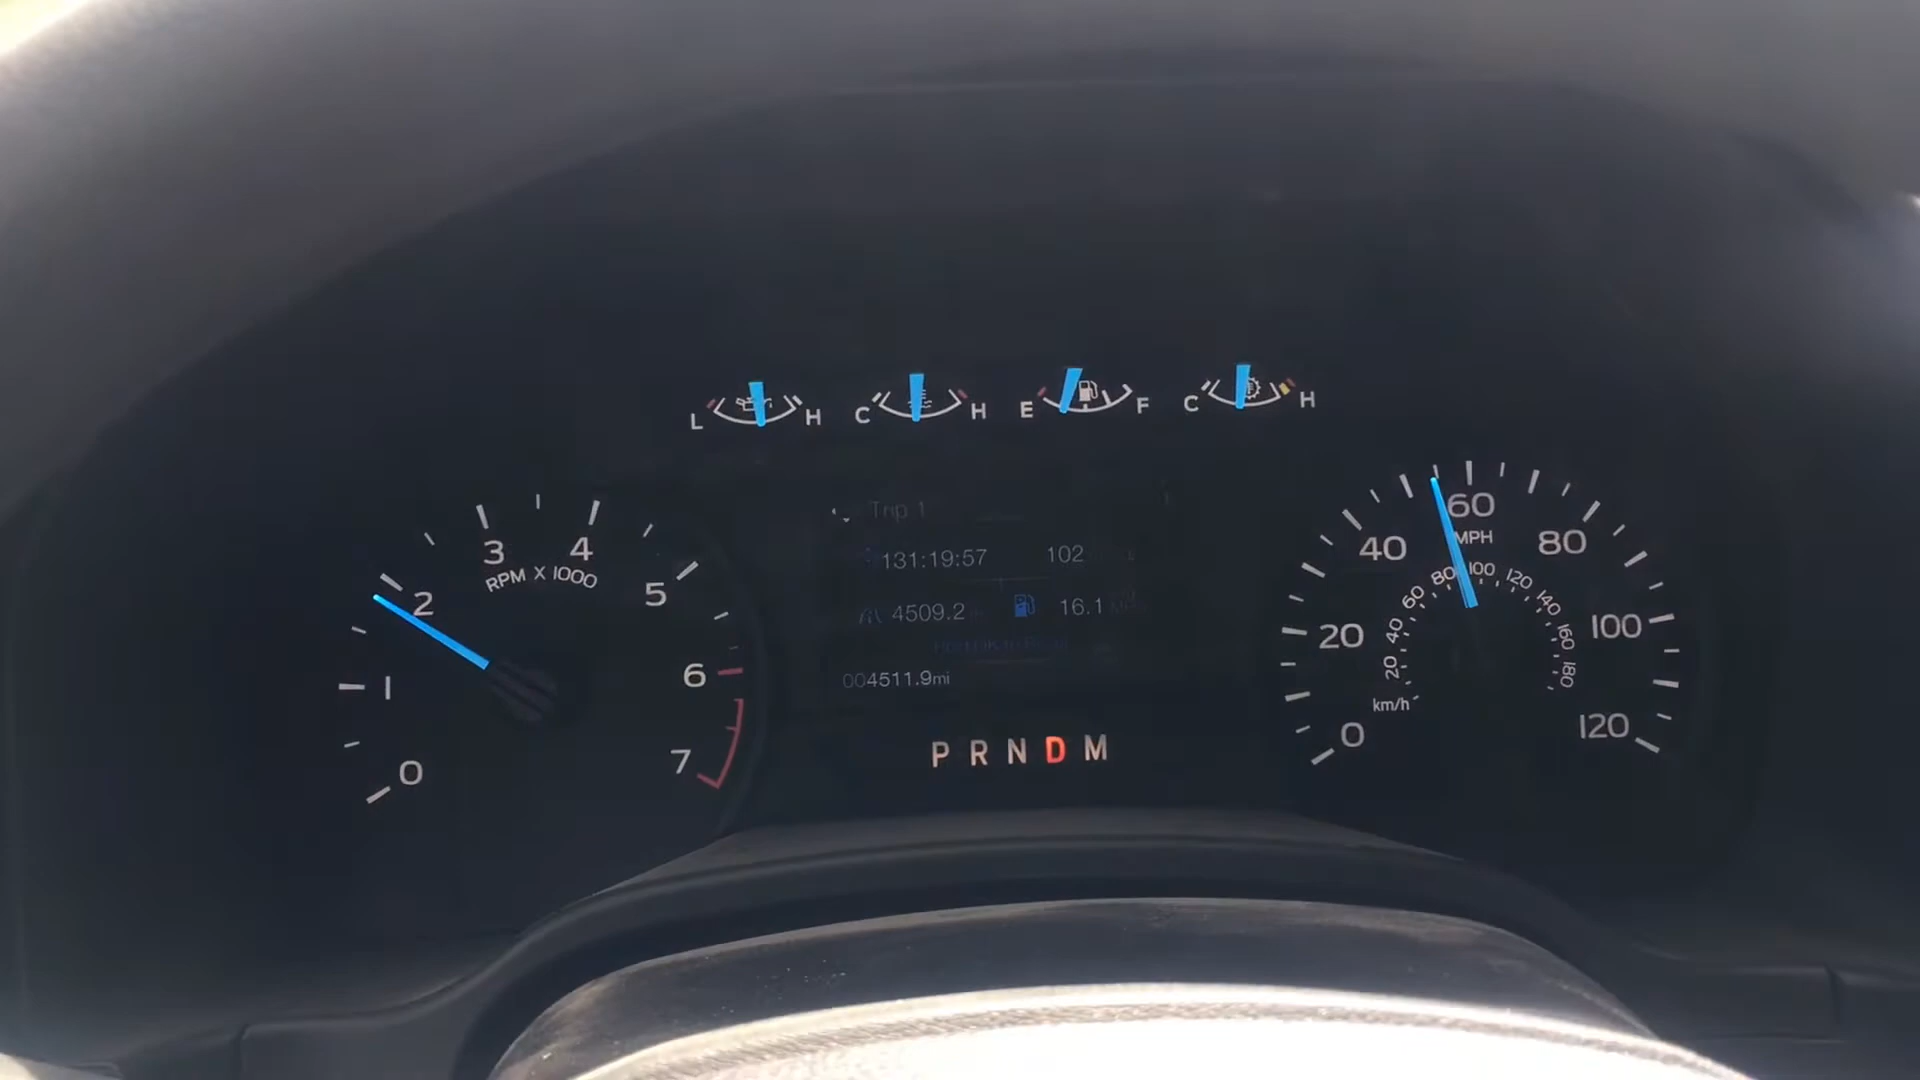 L H C H E F C H
3 4
RPM X 1000
2 5
1 6
0 7
Trip 1
131:19:57 102
4509.2 16.1
004511.9mi
P R N D M
60
MPH
40 80
20 100
0 120
20 40 60 80 100 120 140 160 180
km/h